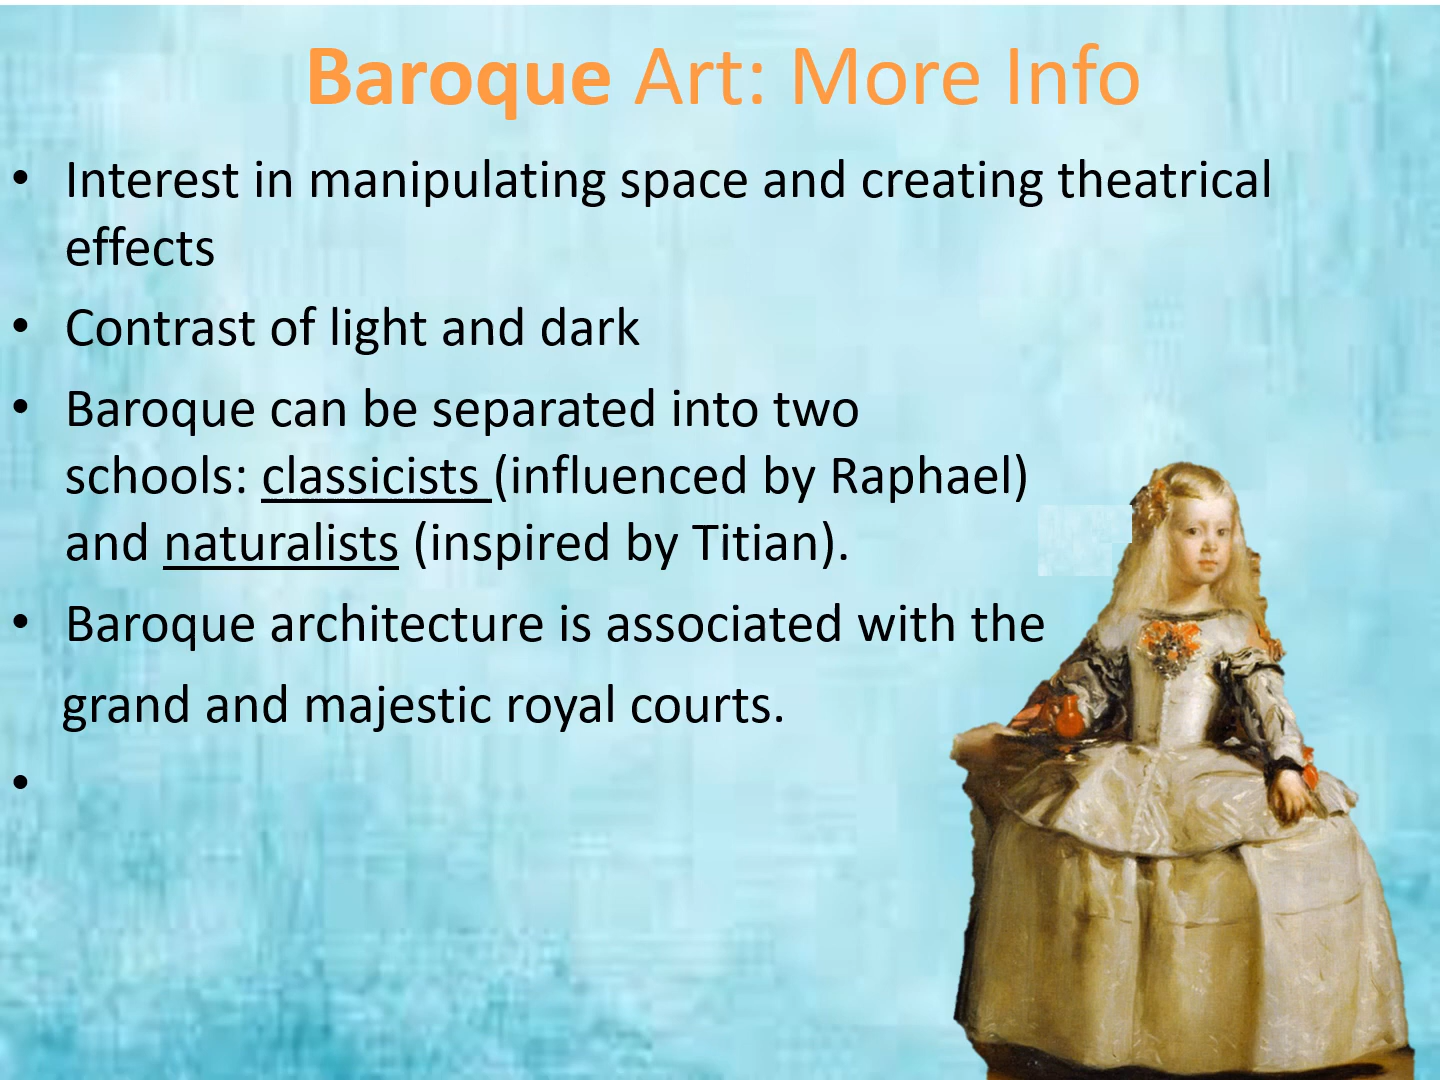 Baroque Art: More Info
• Interest in manipulating space and creating theatrical
effects
• Contrast of light and dark
• Baroque can be separated into two
schools: classicists (influenced by Raphael)
and naturalists (inspired by Titian).
• Baroque architecture is associated with the
grand and majestic royal courts.
•